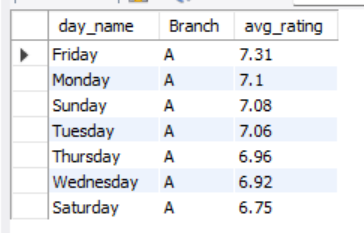 day_name Branch avg_rating
Friday A 7.31
Monday A 7.1
Sunday A 7.08
Tuesday A 7.06
Thursday A 6.96
Wednesday A 6.92
Saturday A 6.75